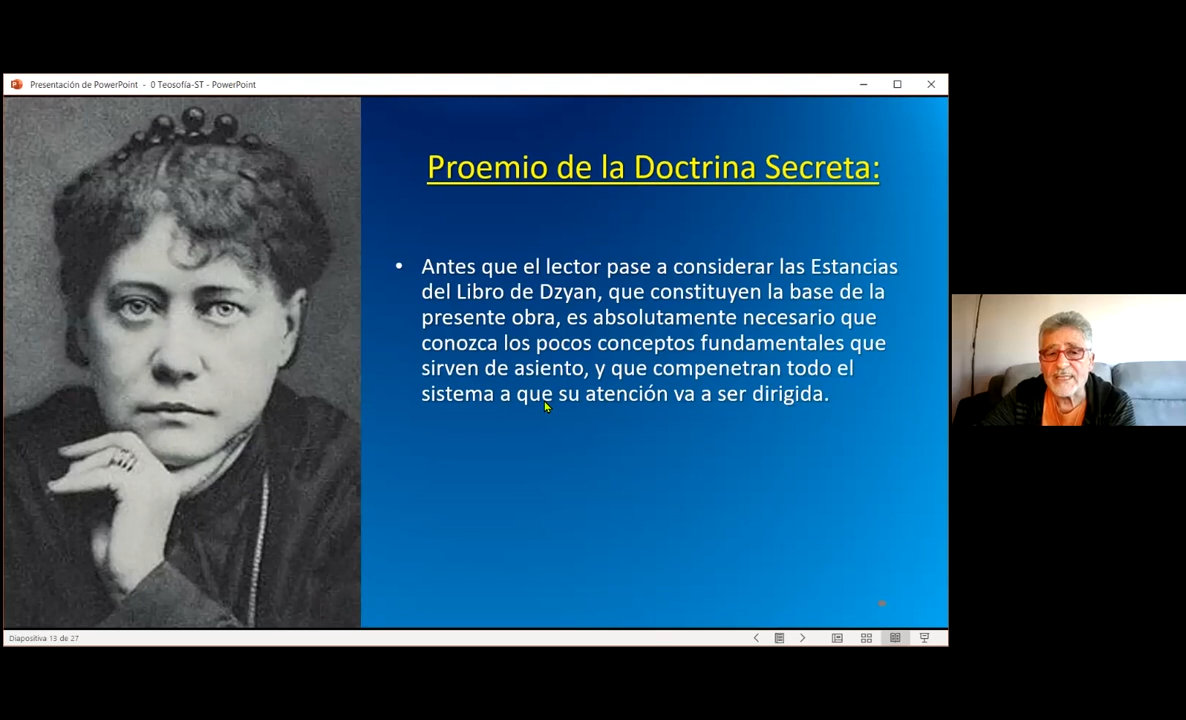 Presentación de PowerPoint - 0 Teosofía-ST - PowerPoint
Proemio de la Doctrina Secreta:
• Antes que el lector pase a considerar las Estancias
del Libro de Dzyan, que constituyen la base de la
presente obra, es absolutamente necesario que
conozca los pocos conceptos fundamentales que
sirven de asiento, y que compenetran todo el
sistema a que su atención va a ser dirigida.
Diapositiva 13 de 27